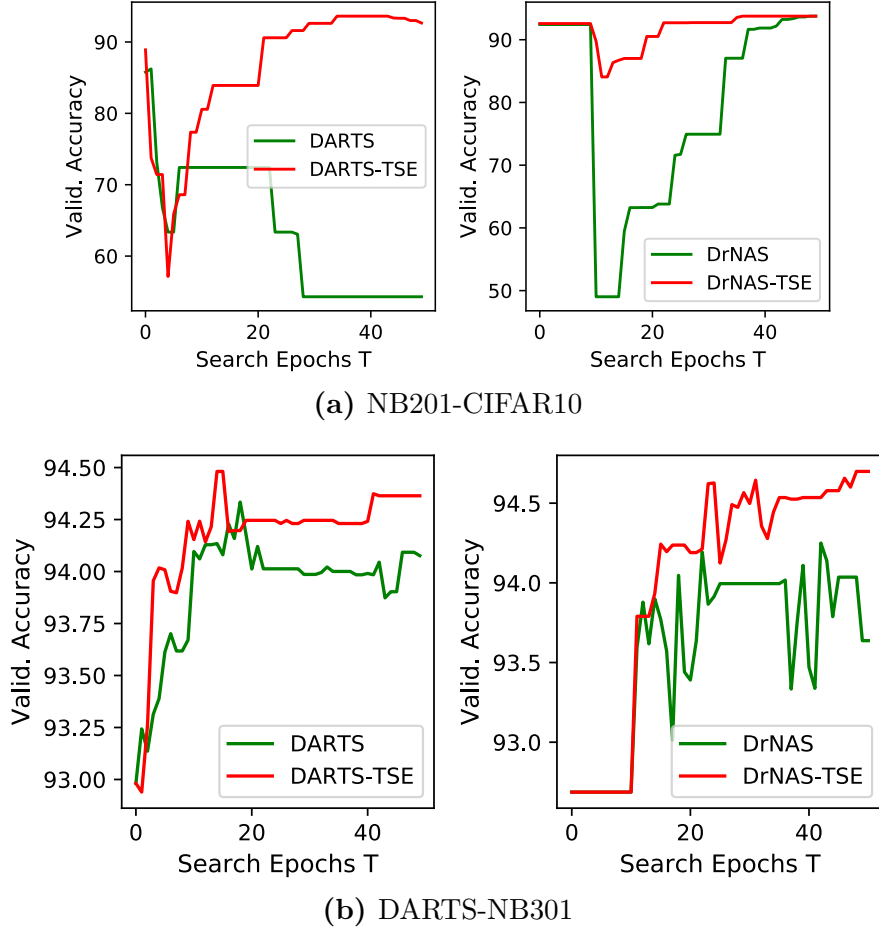 Valid. Accuracy
90
80
70
60
DARTS
DARTS-TSE
0
20
40
Search Epochs T
Valid. Accuracy
90
80
70
60
50
DrNAS
DrNAS-TSE
0
20
40
Search Epochs T
(a) NB201-CIFAR10
Valid. Accuracy
94.50
94.25
94.00
93.75
93.50
93.25
93.00
DARTS
DARTS-TSE
0
20
40
Search Epochs T
Valid. Accuracy
94.5
94.0
93.5
93.0
DrNAS
DrNAS-TSE
0
20
40
Search Epochs T
(b) DARTS-NB301